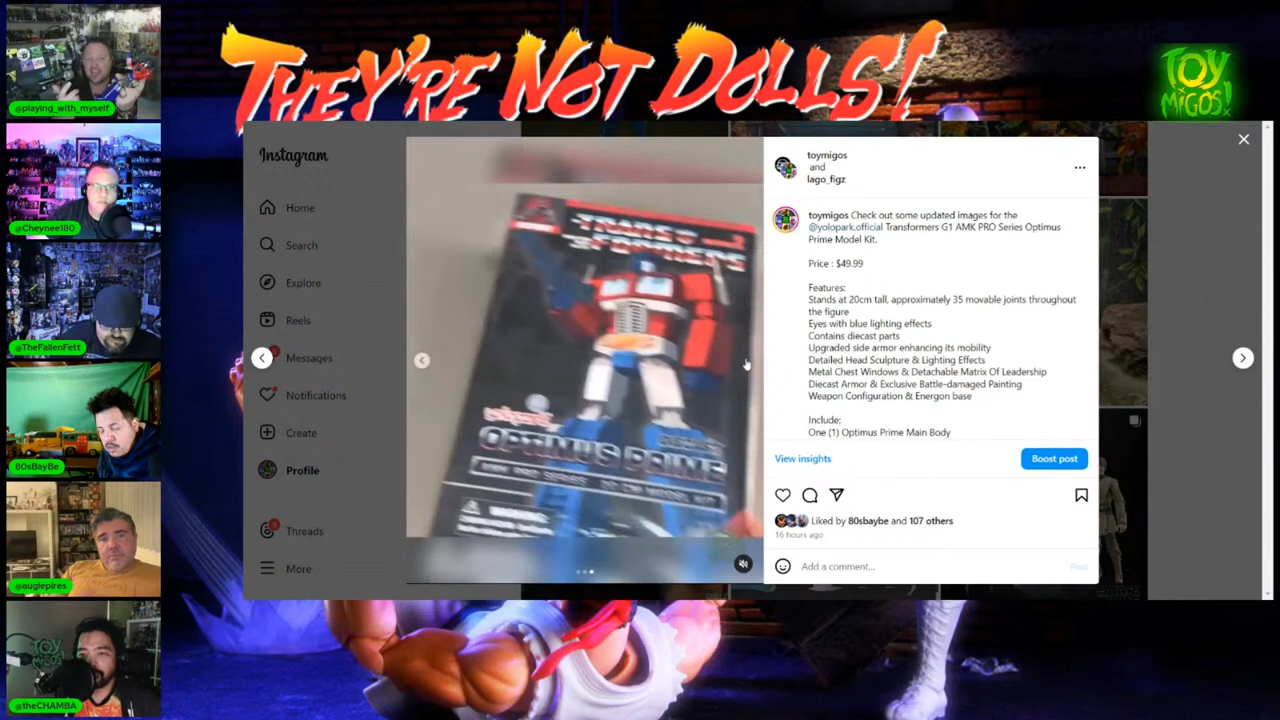 THEY'RE NOT DOLLS!
TOY
MiGOS!
@playing_with_myself
@Cheynee180
@TheFallenFett
80sBayBe
@augiepires
TOY
MIGOS!
@theCHAMBA
Instagram
Home
Search
Explore
Reels
Messages
Notifications
Create
Profile
Threads
More
TRANS
FORMERS
OPTIMUS PRIME
WARNING
toymigos
and
lago_figz
toymigos Check out some updated images for the
@yolopark.official Transformers G1 AMK PRO Series Optimus
Prime Model Kit.
Price : $49.99
Features:
Stands at 20cm tall, approximately 35 movable joints throughout
the figure
Eyes with blue lighting effects
Contains diecast parts
Upgraded side armor enhancing its mobility
Detailed Head Sculpture & Lighting Effects
Metal Chest Windows & Detachable Matrix Of Leadership
Diecast Armor & Exclusive Battle-damaged Painting
Weapon Configuration & Energon base
Include:
One (1) Optimus Prime Main Body
View insights
Boost post
Liked by 80sbaybe and 107 others
16 hours ago
Add a comment...
Post